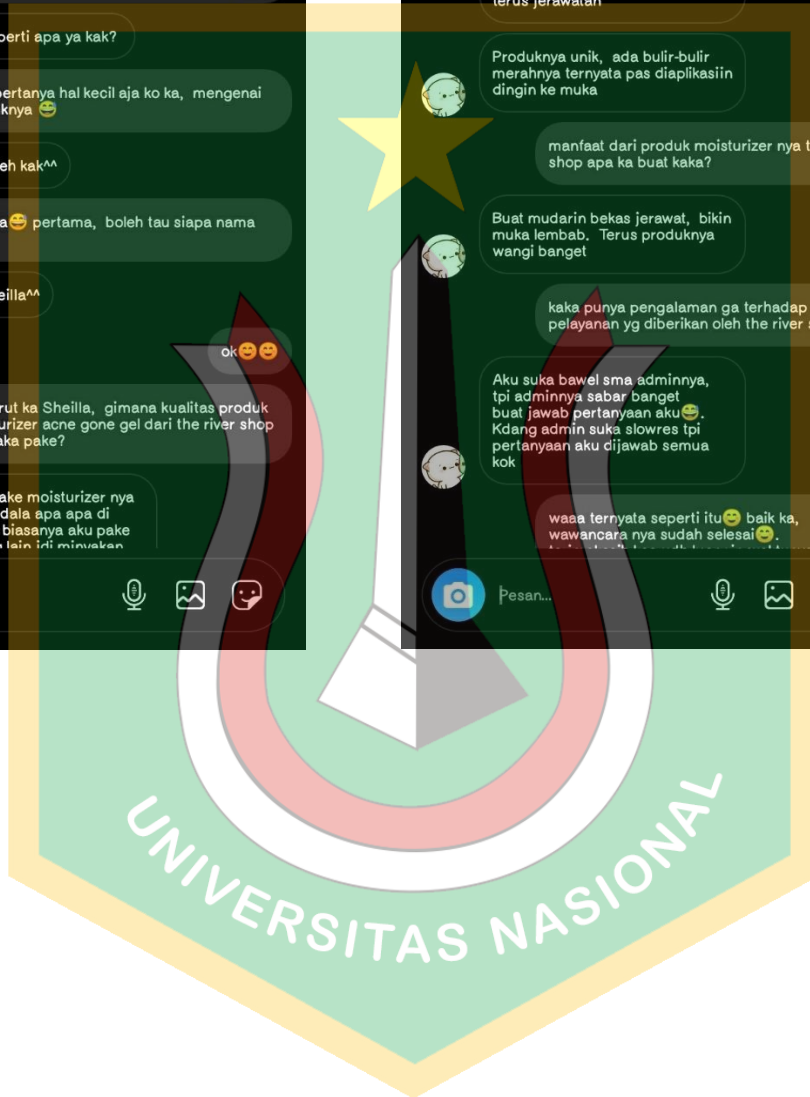 perti apa ya kak?
pertanya hal kecil aja ko ka, mengenai
knya 😅
eh kak^^
a😅 pertama, boleh tau siapa nama
eilla^^
ok😊😊
rut ka Sheilla, gimana kualitas produk
urizer acne gone gel dari the river shop
aka pake?
ake moisturizer nya
dala apa apa di
biasanya aku pake
lain jdi minyakan
terus jerawatan
Produknya unik, ada bulir-bulir
merahnya ternyata pas diaplikasiin
dingin ke muka
manfaat dari produk moisturizer nya t
shop apa ka buat kaka?
Buat mudarin bekas jerawat, bikin
muka lembab. Terus produknya
wangi banget
kaka punya pengalaman ga terhadap
pelayanan yg diberikan oleh the river s
Aku suka bawel sma adminnya,
tpi adminnya sabar banget
buat jawab pertanyaan aku😅.
Kdang admin suka slowres tpi
pertanyaan aku dijawab semua
kok
waaa ternyata seperti itu😊 baik ka,
wawancara nya sudah selesai😊.
Pesan...
UNIVERSITAS NASIONAL